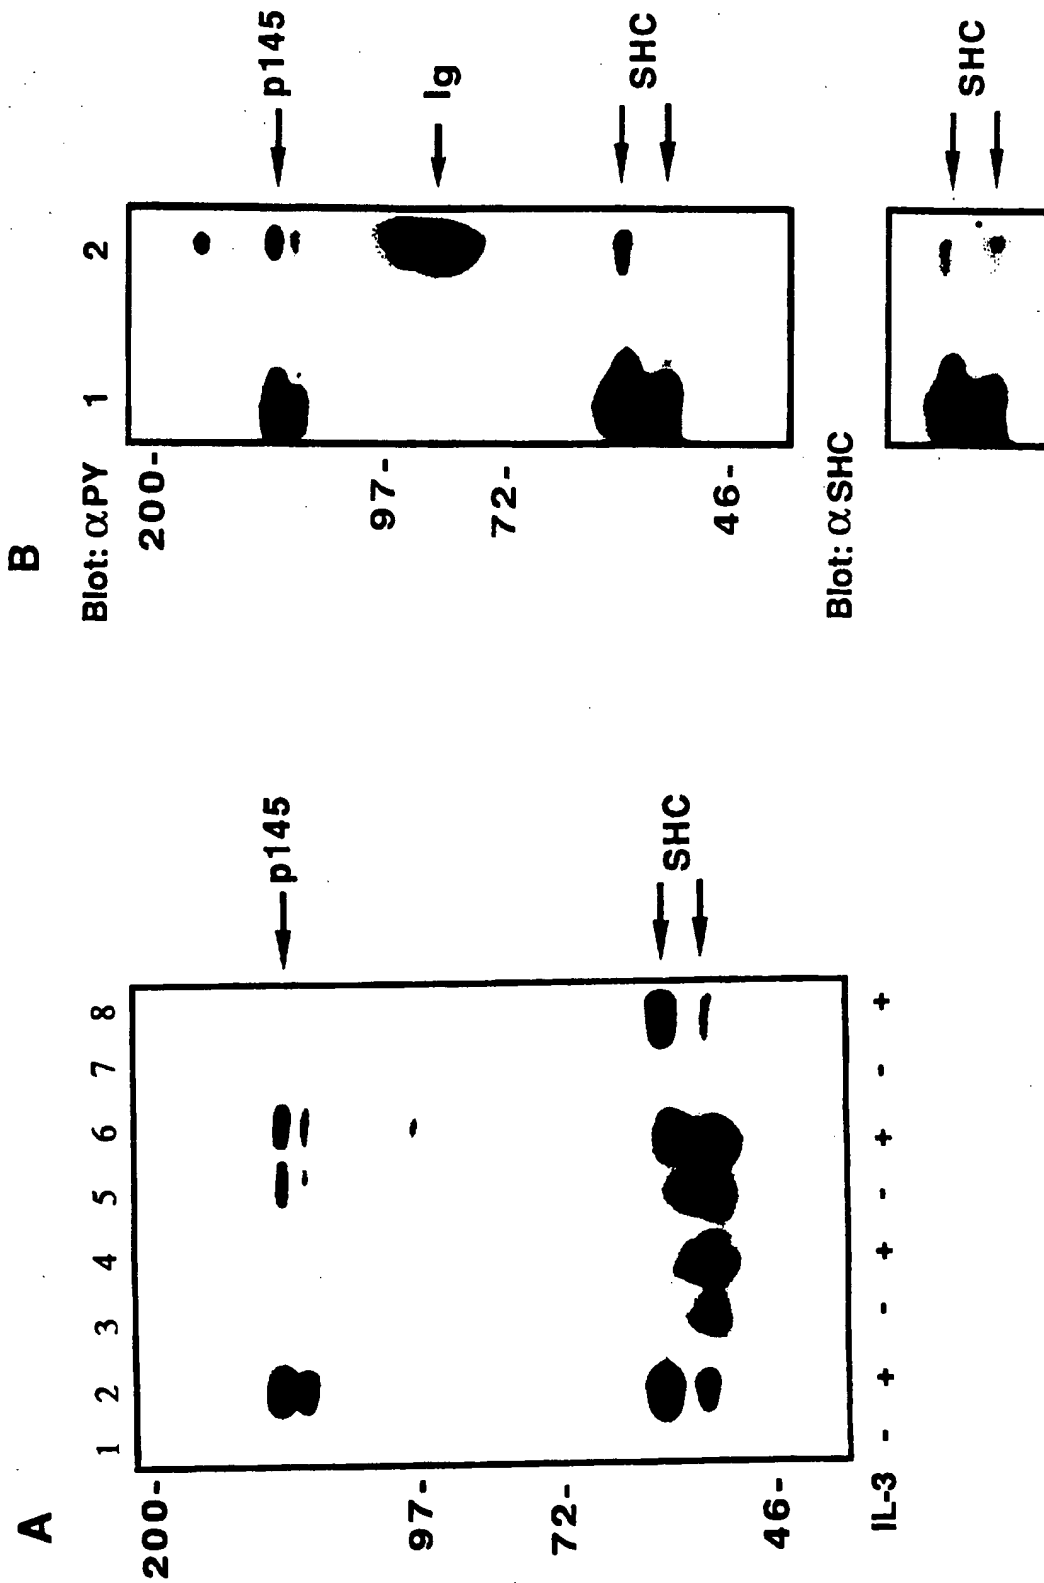 A
1 2 3 4 5 6 7 8
200-
97-
72-
46-
p145
SHC
IL-3 - + - + - + - +
B
Blot: αPY
1 2
200-
97-
72-
46-
p145
Ig
SHC
Blot: αSHC
SHC